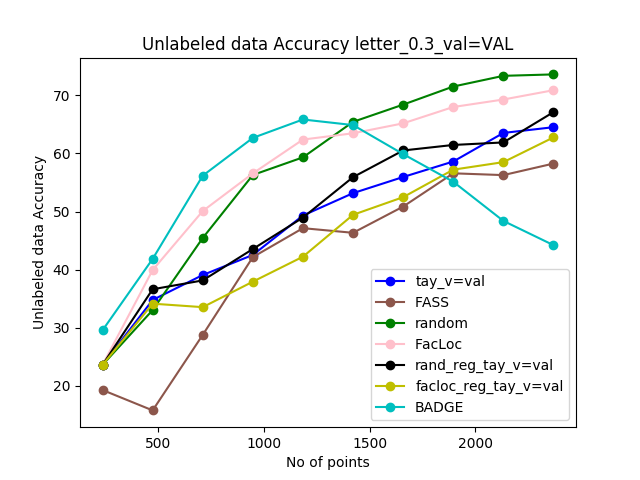 Unlabeled data Accuracy letter_0.3_val=VAL
Unlabeled data Accuracy
70
60
50
40
30
20
500
1000
1500
2000
No of points
tay_v=val
FASS
random
FacLoc
rand_reg_tay_v=val
facloc_reg_tay_v=val
BADGE